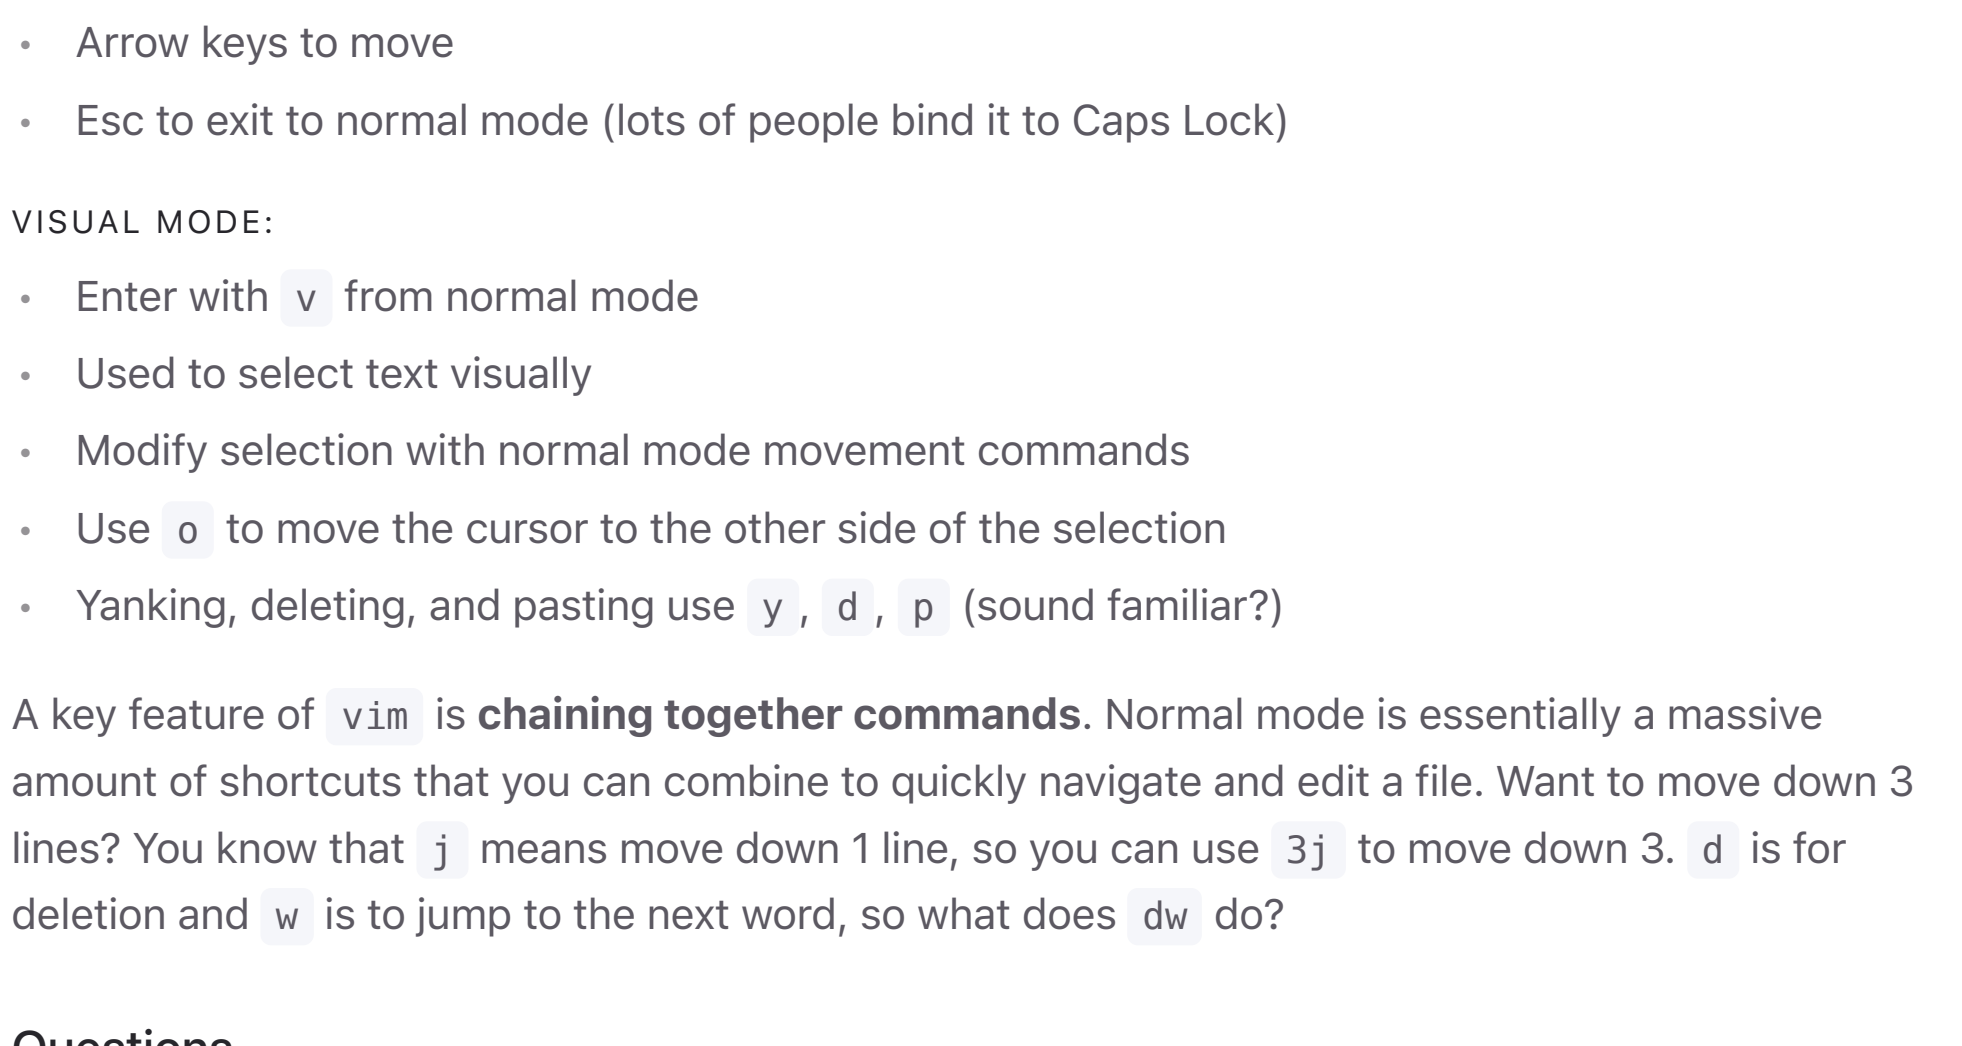 • Arrow keys to move
• Esc to exit to normal mode (lots of people bind it to Caps Lock)
VISUAL MODE:
• Enter with v from normal mode
• Used to select text visually
• Modify selection with normal mode movement commands
• Use o to move the cursor to the other side of the selection
• Yanking, deleting, and pasting use y, d, p (sound familiar?)
A key feature of vim is chaining together commands. Normal mode is essentially a massive
amount of shortcuts that you can combine to quickly navigate and edit a file. Want to move down 3
lines? You know that j means move down 1 line, so you can use 3j to move down 3. d is for
deletion and w is to jump to the next word, so what does dw do?
Questions